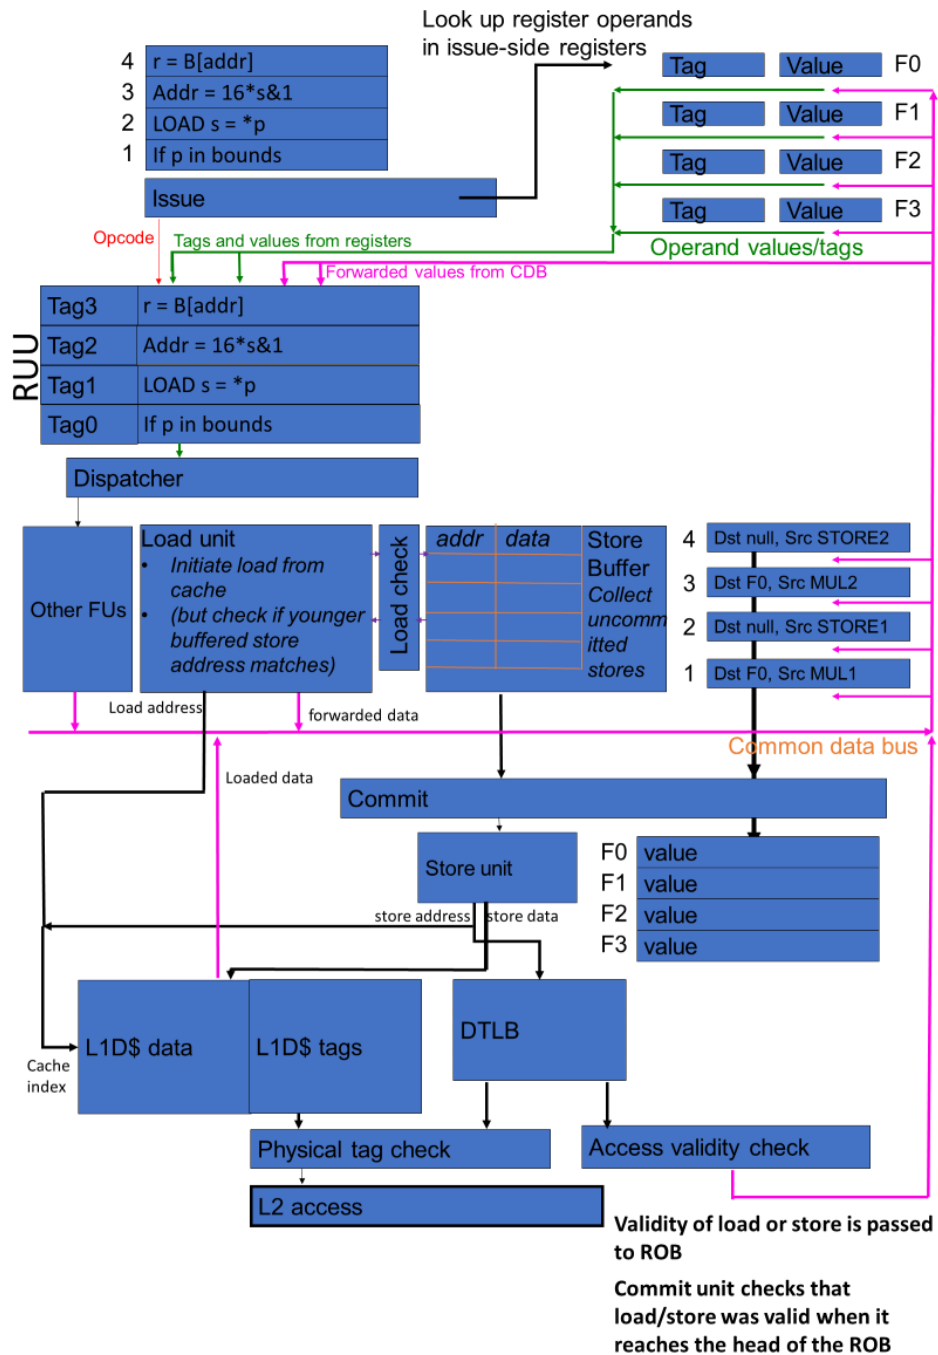 Look up register operands
in issue-side registers
4 r = B[addr]
3 Addr = 16*s&1
2 LOAD s = *p
1 If p in bounds
Issue
Tag Value F0
Tag Value F1
Tag Value F2
Tag Value F3
Opcode
Tags and values from registers
Operand values/tags
Forwarded values from CDB
RUU
Tag3 r = B[addr]
Tag2 Addr = 16*s&1
Tag1 LOAD s = *p
Tag0 If p in bounds
Dispatcher
Other FUs
Load unit
• Initiate load from
cache
• (but check if younger
buffered store
address matches)
Load check
addr data
Store
Buffer
Collect
uncomm
itted
stores
4 Dst null, Src STORE2
3 Dst F0, Src MUL2
2 Dst null, Src STORE1
1 Dst F0, Src MUL1
Load address
forwarded data
Common data bus
Loaded data
Commit
Store unit
F0 value
F1 value
F2 value
F3 value
store address
store data
L1D$ data
L1D$ tags
DTLB
Cache
index
Physical tag check
Access validity check
L2 access
Validity of load or store is passed
to ROB
Commit unit checks that
load/store was valid when it
reaches the head of the ROB